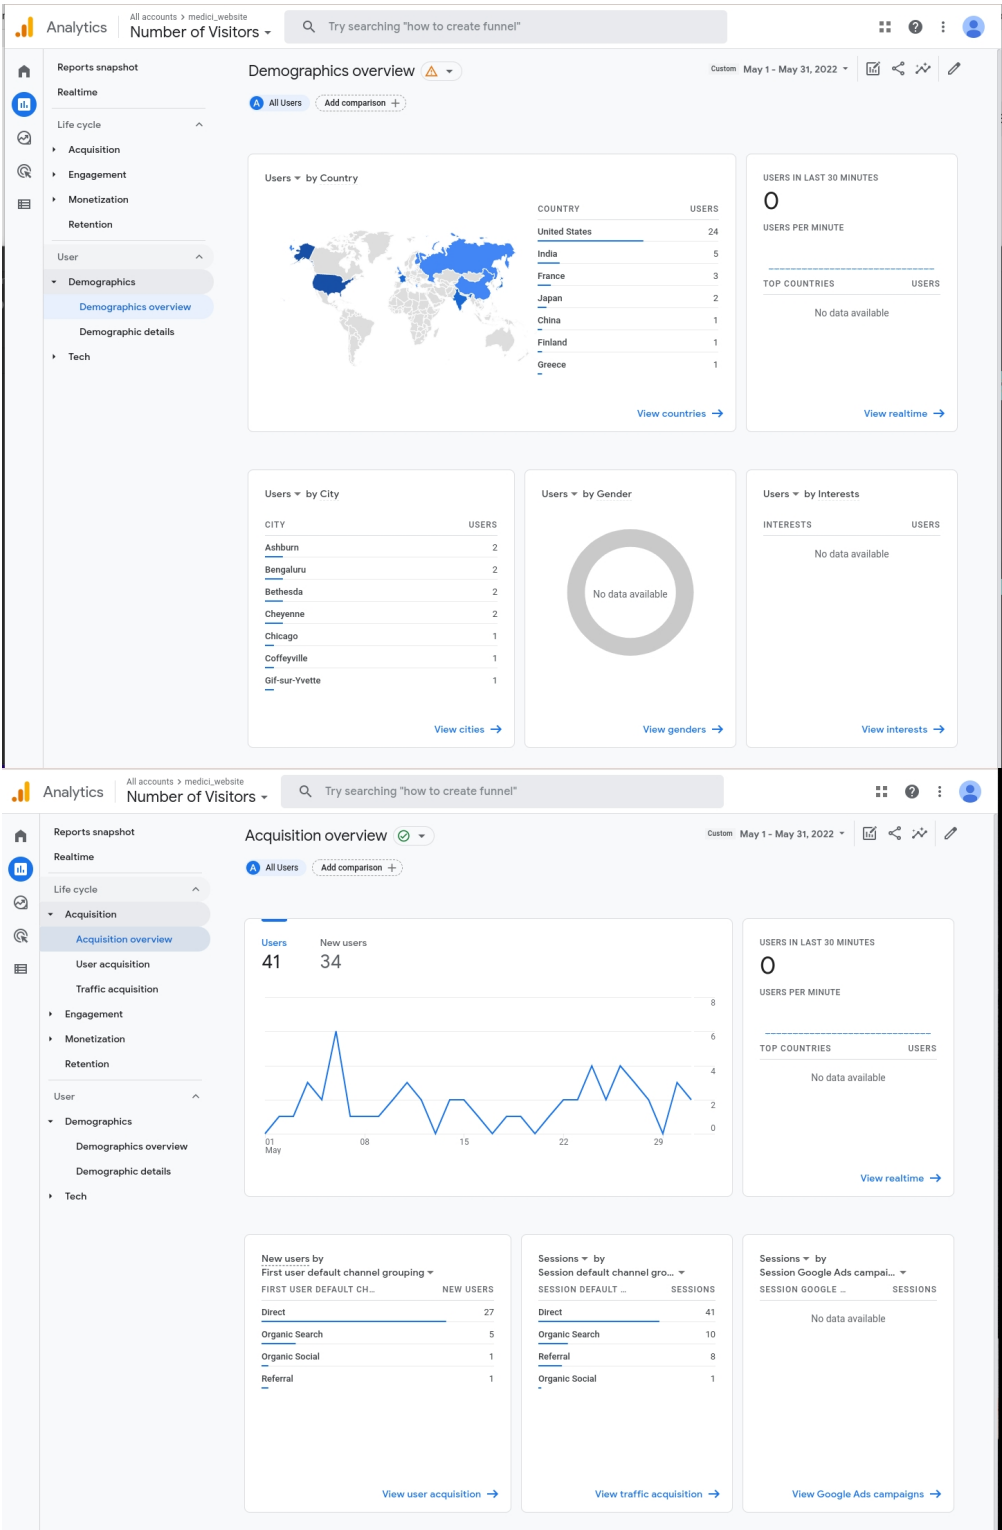 Analytics
All accounts > medici_website
Number of Visitors
Try searching "how to create funnel"
Reports snapshot
Realtime
Life cycle
Acquisition
Engagement
Monetization
Retention
User
Demographics
Demographics overview
Demographic details
Tech
Demographics overview
Custom May 1 - May 31, 2022
A All Users
Add comparison +
Users by Country
COUNTRY USERS
United States 24
India 5
France 3
Japan 2
China 1
Finland 1
Greece 1
View countries
USERS IN LAST 30 MINUTES
0
USERS PER MINUTE
TOP COUNTRIES USERS
No data available
View realtime
Users by City
CITY USERS
Ashburn 2
Bengaluru 2
Bethesda 2
Cheyenne 2
Chicago 1
Coffeyville 1
Gif-sur-Yvette 1
View cities
Users by Gender
No data available
View genders
Users by Interests
INTERESTS USERS
No data available
View interests
Analytics
All accounts > medici_website
Number of Visitors
Try searching "how to create funnel"
Reports snapshot
Realtime
Life cycle
Acquisition
Acquisition overview
User acquisition
Traffic acquisition
Engagement
Monetization
Retention
User
Demographics
Demographics overview
Demographic details
Tech
Acquisition overview
Custom May 1 - May 31, 2022
A All Users
Add comparison +
Users New users
41 34
8
6
4
2
0
01 08 15 22 29
May
USERS IN LAST 30 MINUTES
0
USERS PER MINUTE
TOP COUNTRIES USERS
No data available
View realtime
New users by
First user default channel grouping
FIRST USER DEFAULT CH... NEW USERS
Direct 27
Organic Search 5
Organic Social 1
Referral 1
View user acquisition
Sessions by
Session default channel gro...
SESSION DEFAULT ... SESSIONS
Direct 41
Organic Search 10
Referral 8
Organic Social 1
View traffic acquisition
Sessions by
Session Google Ads campai...
SESSION GOOGLE ... SESSIONS
No data available
View Google Ads campaigns